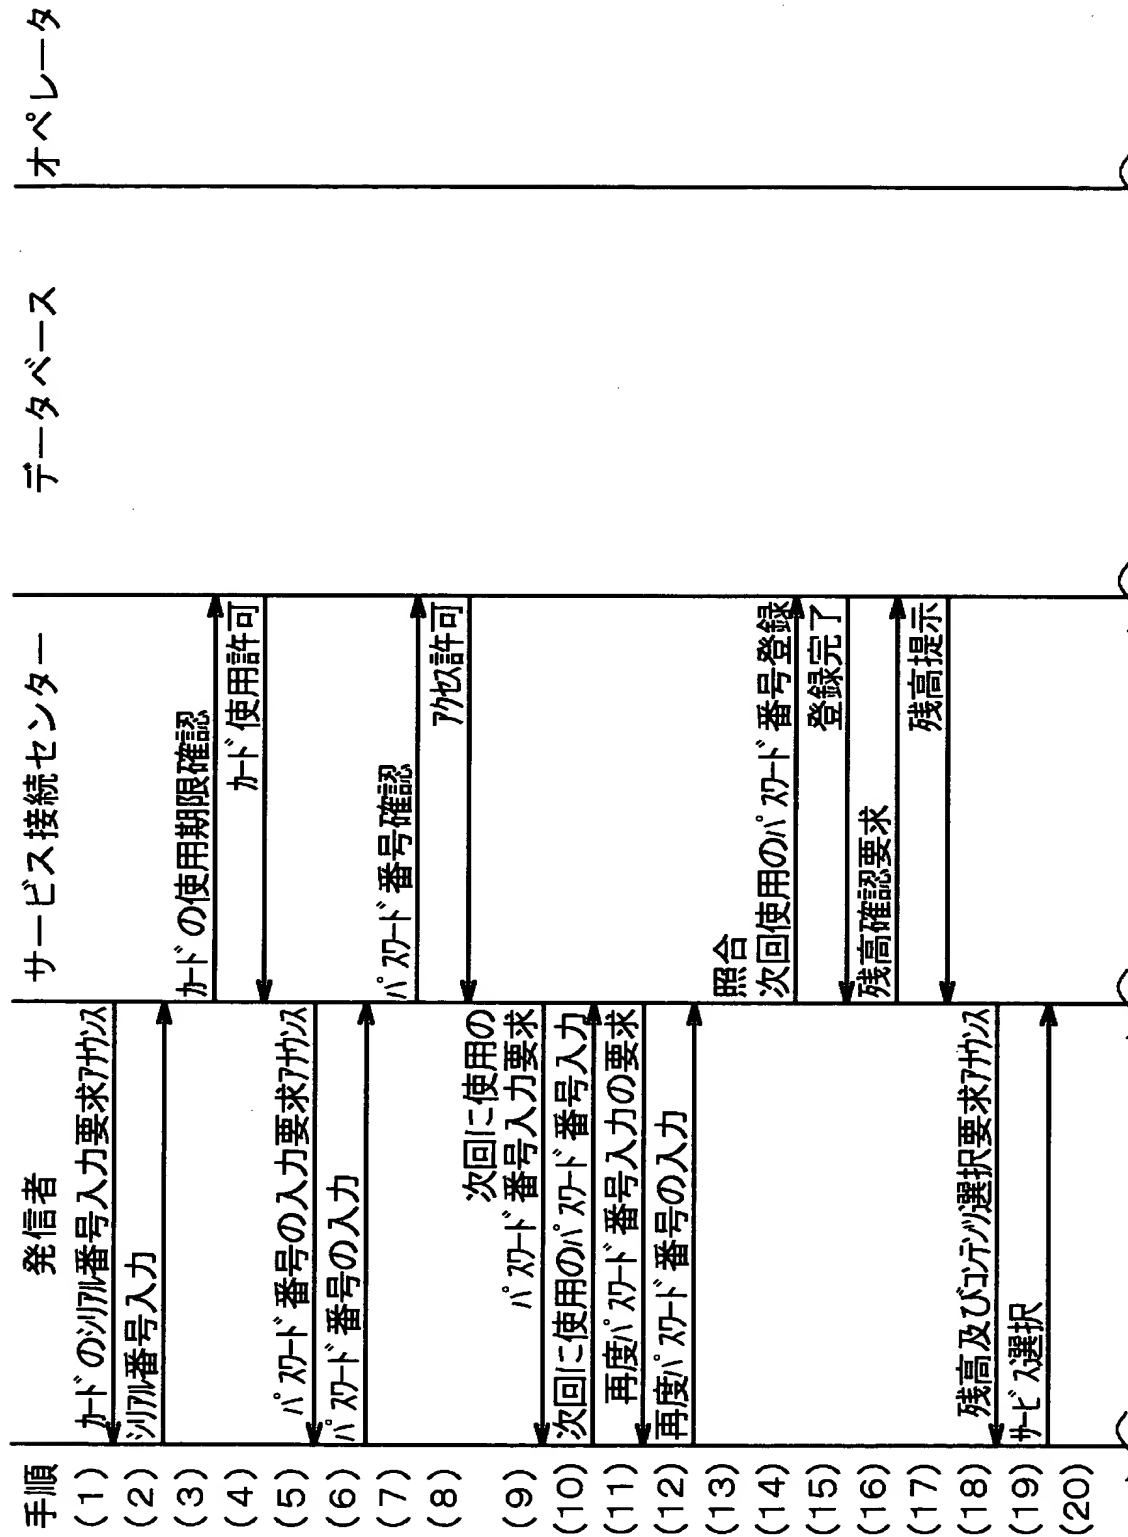 手順 発信者 サービス接続センター データベース オペレータ
(1) カードのシリアル番号入力要求アナウンス
(2) シリアル番号入力
(3) カードの使用期限確認
(4) カード使用許可
(5) パスワード番号の入力要求アナウンス
(6) パスワード番号の入力
(7) パスワード番号確認
(8) アクセス許可
次回に使用の
(9) パスワード番号入力要求
(10) 次回に使用のパスワード番号入力
(11) 再度パスワード番号入力の要求
(12) 再度パスワード番号の入力
(13) 照合
(14) 次回使用のパスワード番号登録
(15) 登録完了
(16) 残高確認要求
(17) 残高提示
(18) 残高及びコンテンツ選択要求アナウンス
(19) サービス選択
(20)